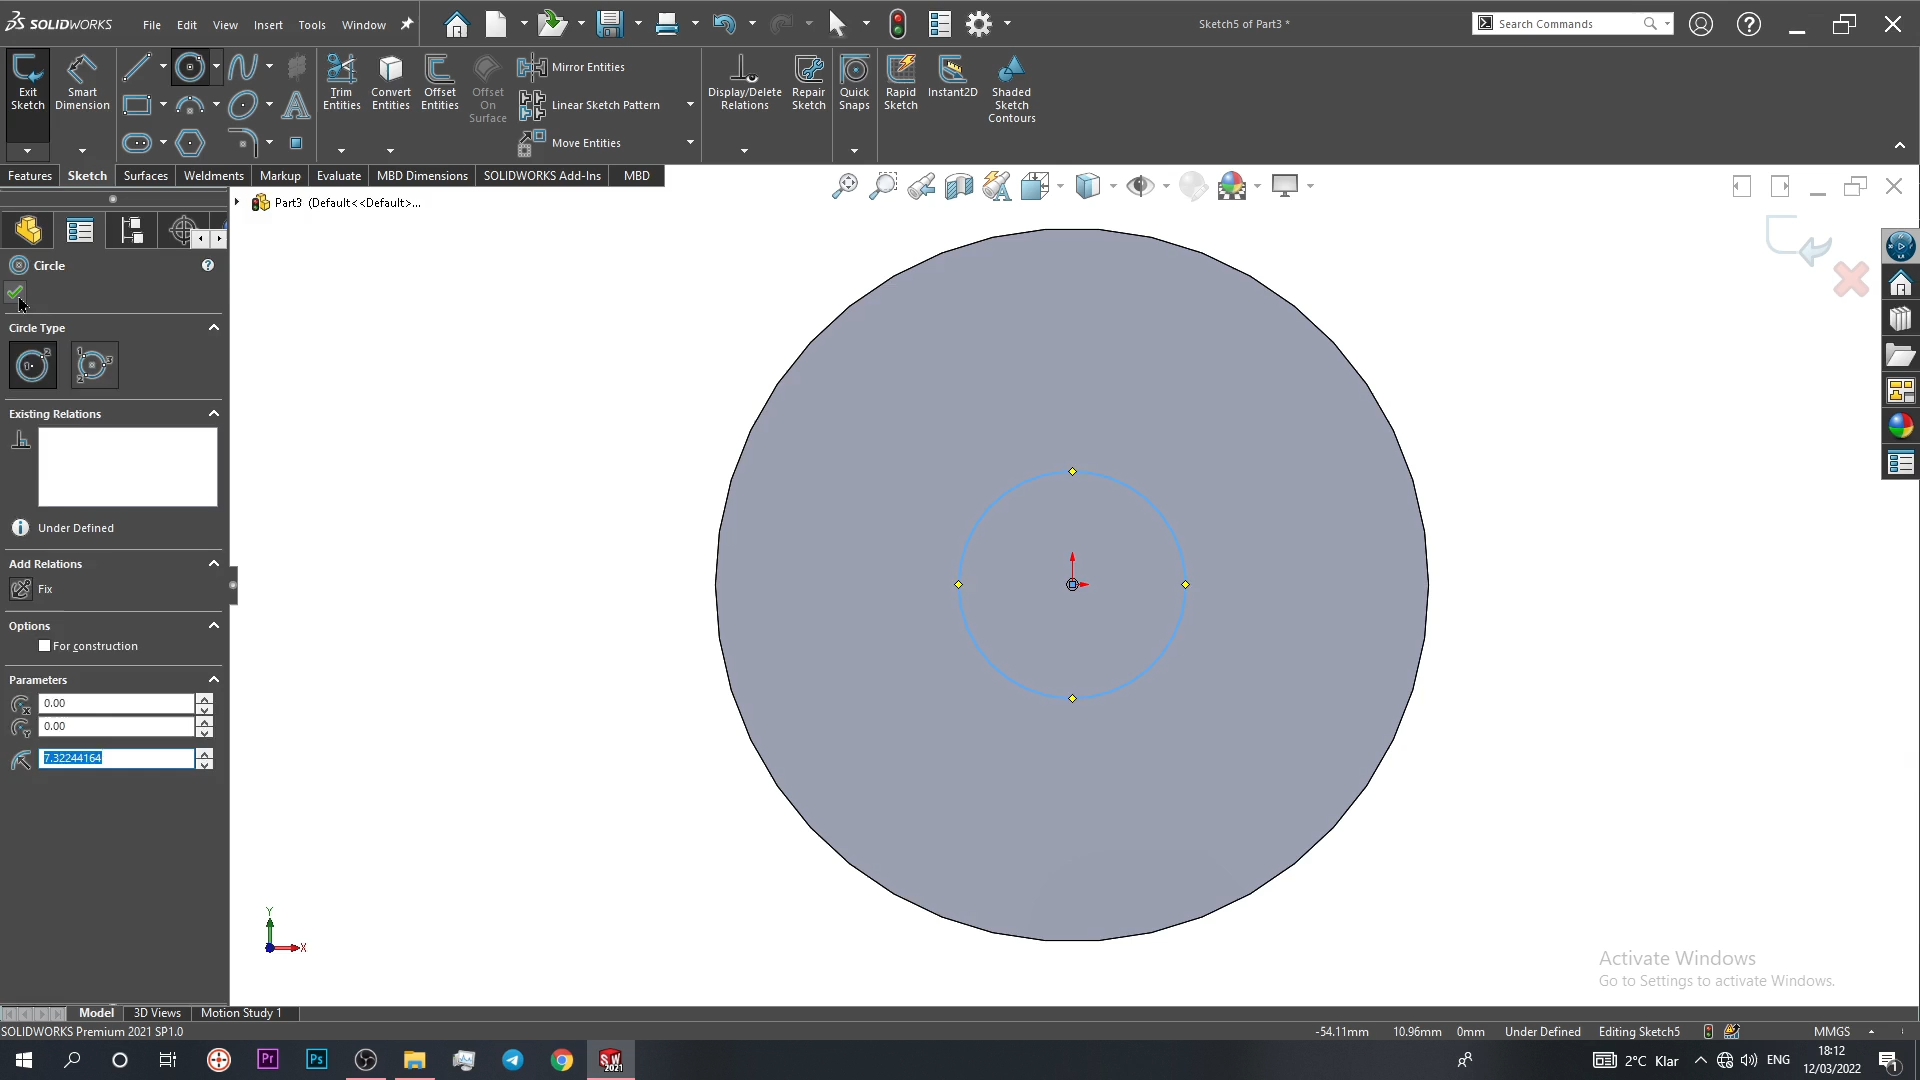 SOLIDWORKS File Edit View Insert Tools Window Sketch5 of Part3 * Search Commands
Exit Sketch
Smart Dimension
Trim Entities
Convert Entities
Offset Entities
Offset On Surface
Mirror Entities
Linear Sketch Pattern
Move Entities
Display/Delete Relations
Repair Sketch
Quick Snaps
Rapid Sketch
Instant2D
Shaded Sketch Contours
Features Sketch Surfaces Weldments Markup Evaluate MBD Dimensions SOLIDWORKS Add-Ins MBD
Part3 (Default<<Default>...
Circle
Circle Type
Existing Relations
Under Defined
Add Relations
Fix
Options
For construction
Parameters
0.00
0.00
7.32244164
Y
X
Activate Windows
Go to Settings to activate Windows.
Model 3D Views Motion Study 1
SOLIDWORKS Premium 2021 SP1.0 -54.11mm 10.96mm 0mm Under Defined Editing Sketch5 MMGS
Pr Ps SW 2021 2°C Klar ENG 18:12
12/03/2022 1